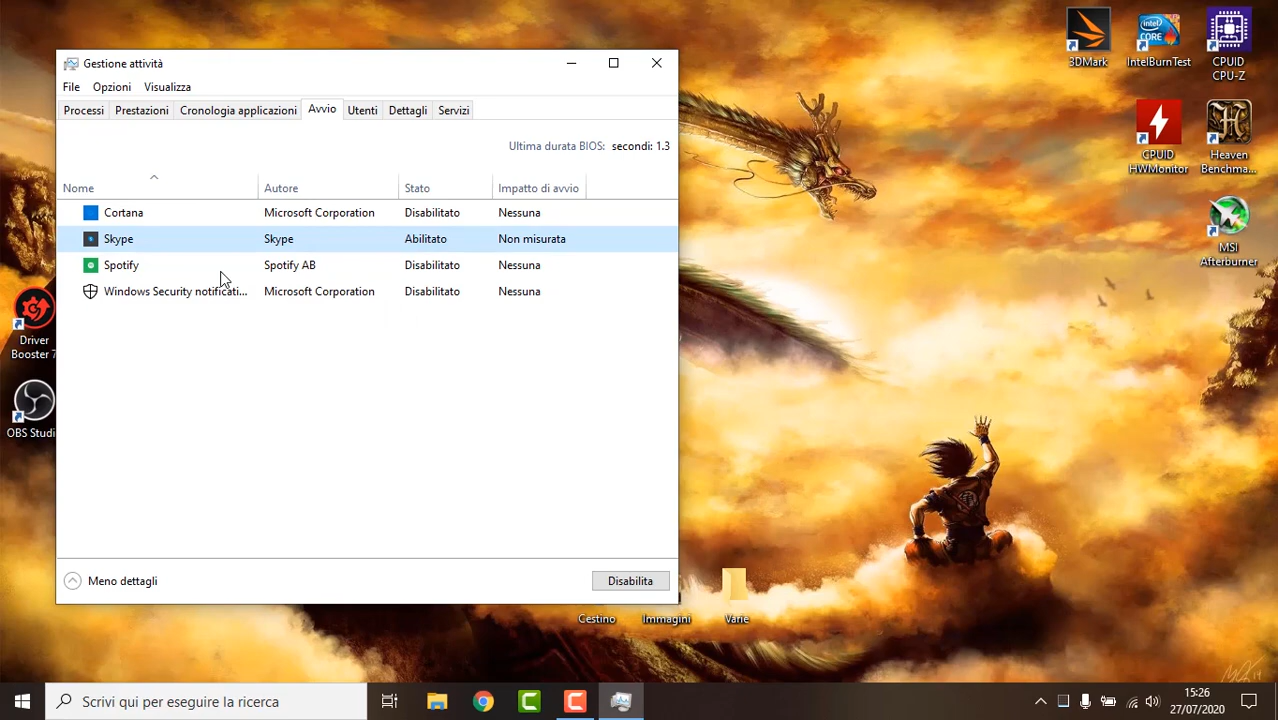 Gestione attività
File Opzioni Visualizza
Processi Prestazioni Cronologia applicazioni Avvio Utenti Dettagli Servizi
Ultima durata BIOS: secondi: 1.3
Nome Autore Stato Impatto di avvio
Cortana Microsoft Corporation Disabilitato Nessuna
Skype Skype Abilitato Non misurata
Spotify Spotify AB Disabilitato Nessuna
Windows Security notificati... Microsoft Corporation Disabilitato Nessuna
Meno dettagli
Disabilita
3DMark
IntelBurnTest
CPUID
CPU-Z
CPUID
HWMonitor
Heaven
Benchma...
MSI
Afterburner
Driver
Booster 7
OBS Studi
Cestino
Immagini
Varie
Scrivi qui per eseguire la ricerca
15:26
27/07/2020